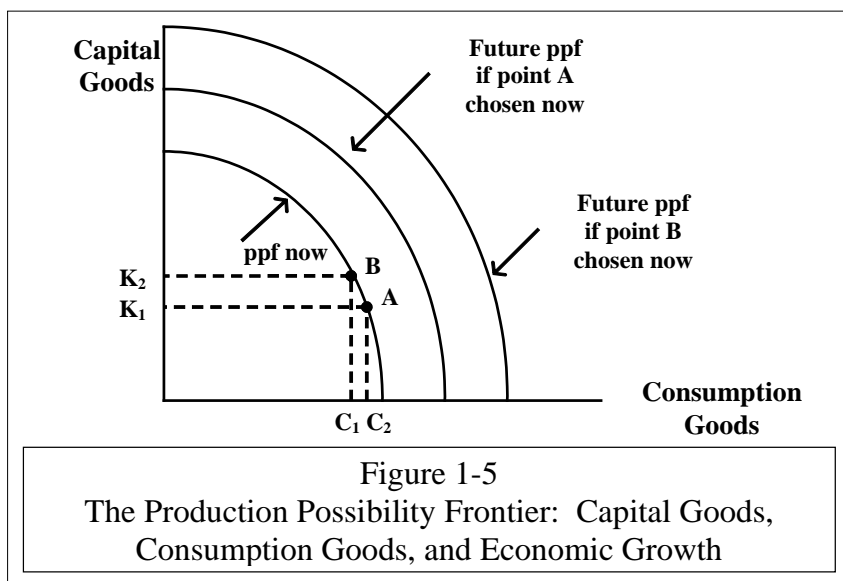 Capital
Goods
Future ppf
if point A
chosen now
Future ppf
if point B
chosen now
ppf now
B
A
K₂
K₁
C₁ C₂
Consumption
Goods
Figure 1-5
The Production Possibility Frontier: Capital Goods,
Consumption Goods, and Economic Growth